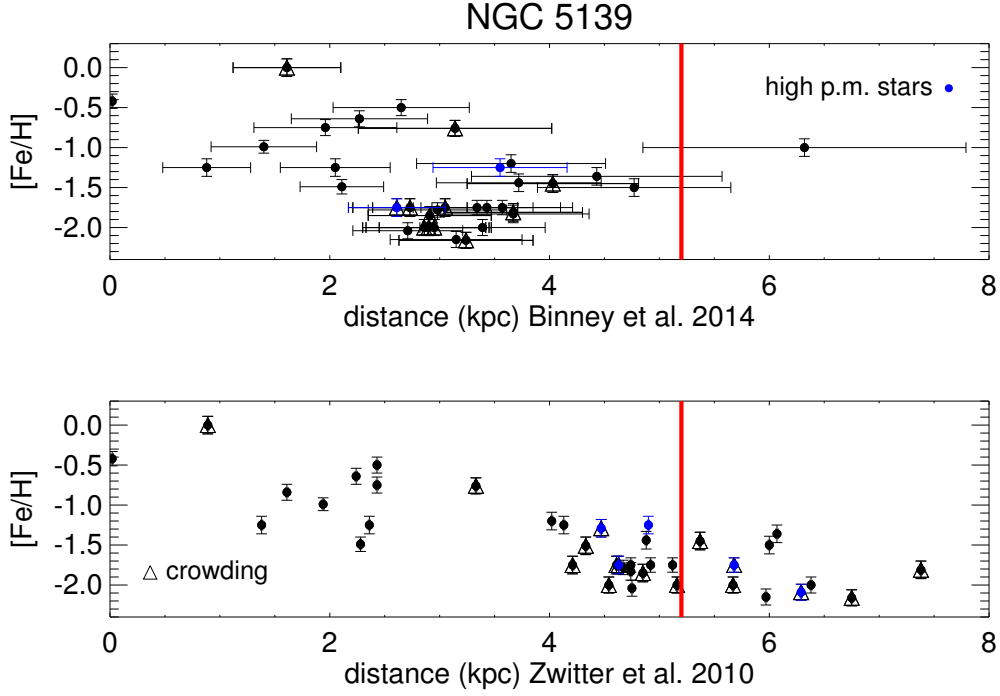 NGC 5139
0.0
-0.5
-1.0
-1.5
-2.0
[Fe/H]
high p.m. stars
0 2 4 6 8
distance (kpc) Binney et al. 2014
0.0
-0.5
-1.0
-1.5
-2.0
[Fe/H]
crowding
0 2 4 6 8
distance (kpc) Zwitter et al. 2010